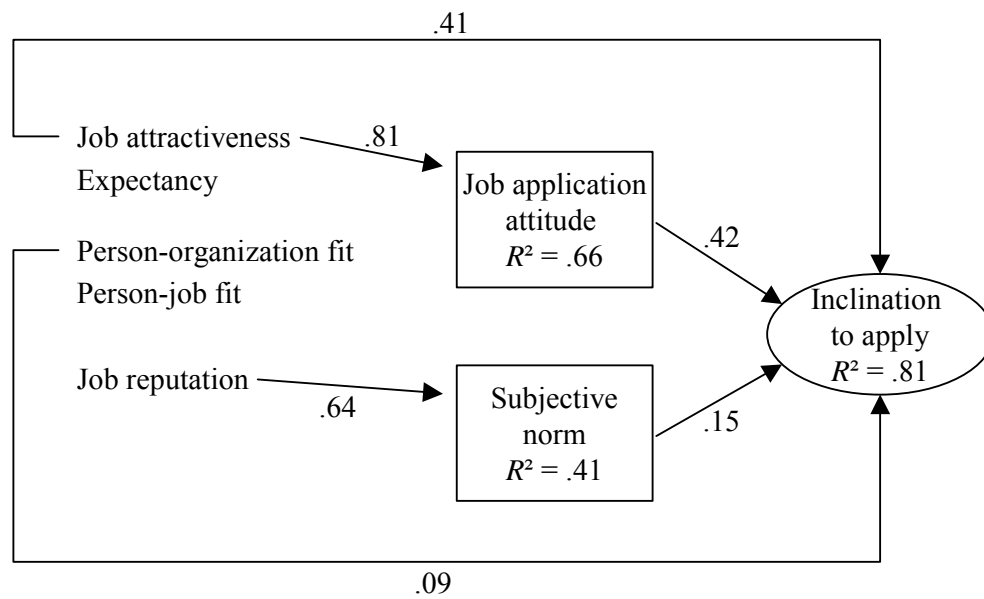 .41
Job attractiveness
.81
Expectancy
Job application
attitude
R² = .66
.42
Person-organization fit
Person-job fit
Inclination
to apply
R² = .81
Job reputation
.64
Subjective
norm
R² = .41
.15
.09